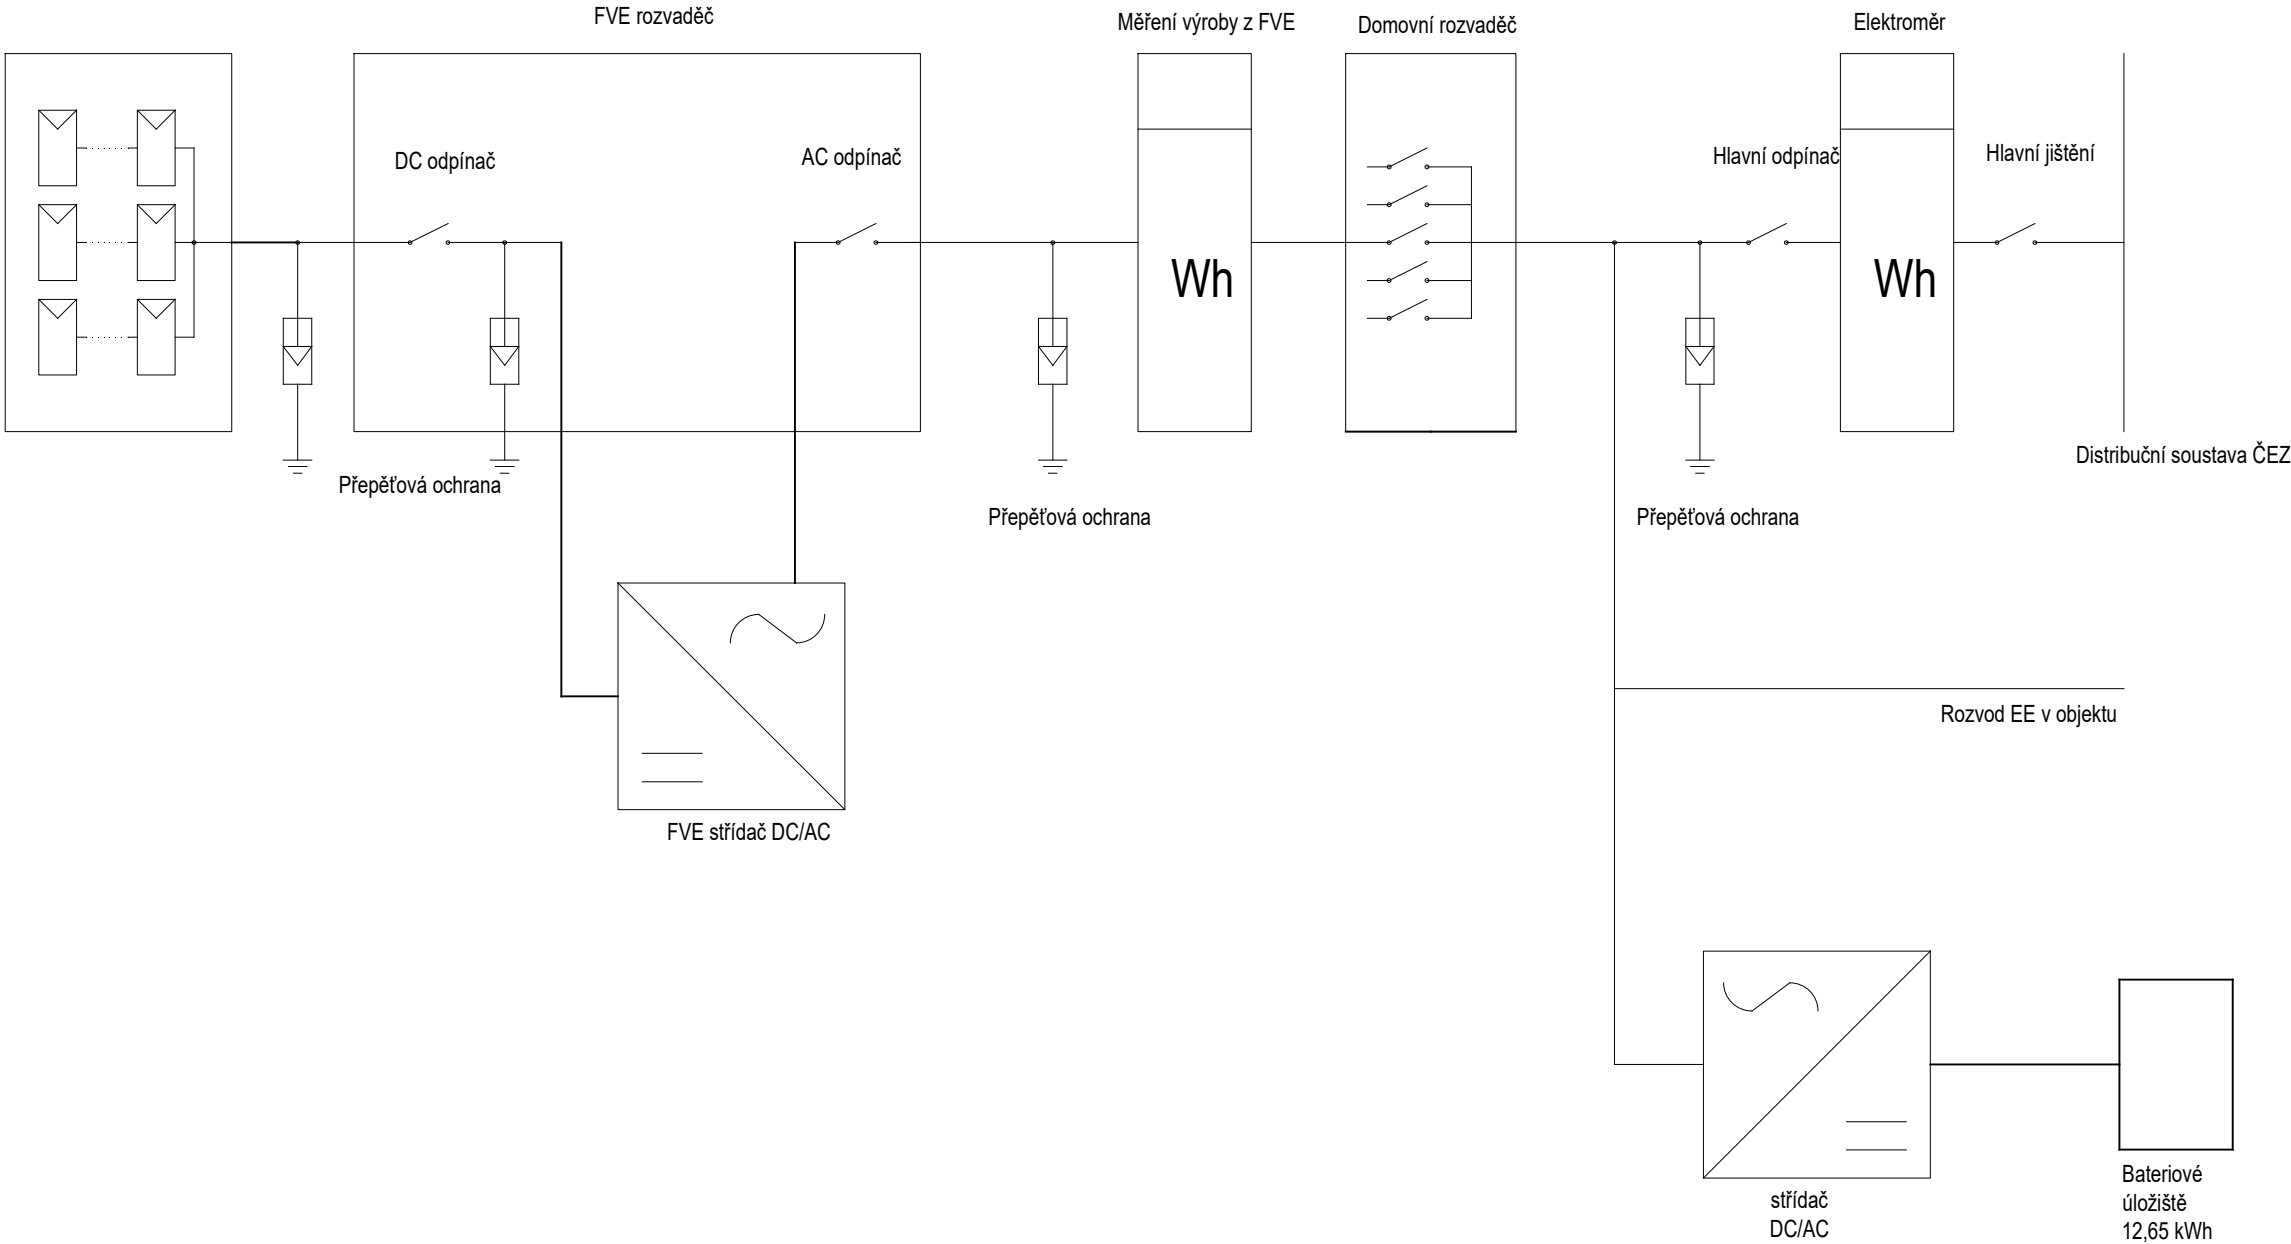 FVE rozvaděč
Měření výroby z FVE
Domovní rozvaděč
Elektroměr
DC odpínač
AC odpínač
Hlavní odpínač
Hlavní jištění
Wh
Wh
Distribuční soustava ČEZ
Přepěťová ochrana
Přepěťová ochrana
Přepěťová ochrana
Rozvod EE v objektu
FVE střídač DC/AC
střídač
DC/AC
Bateriové
úložiště
12,65 kWh